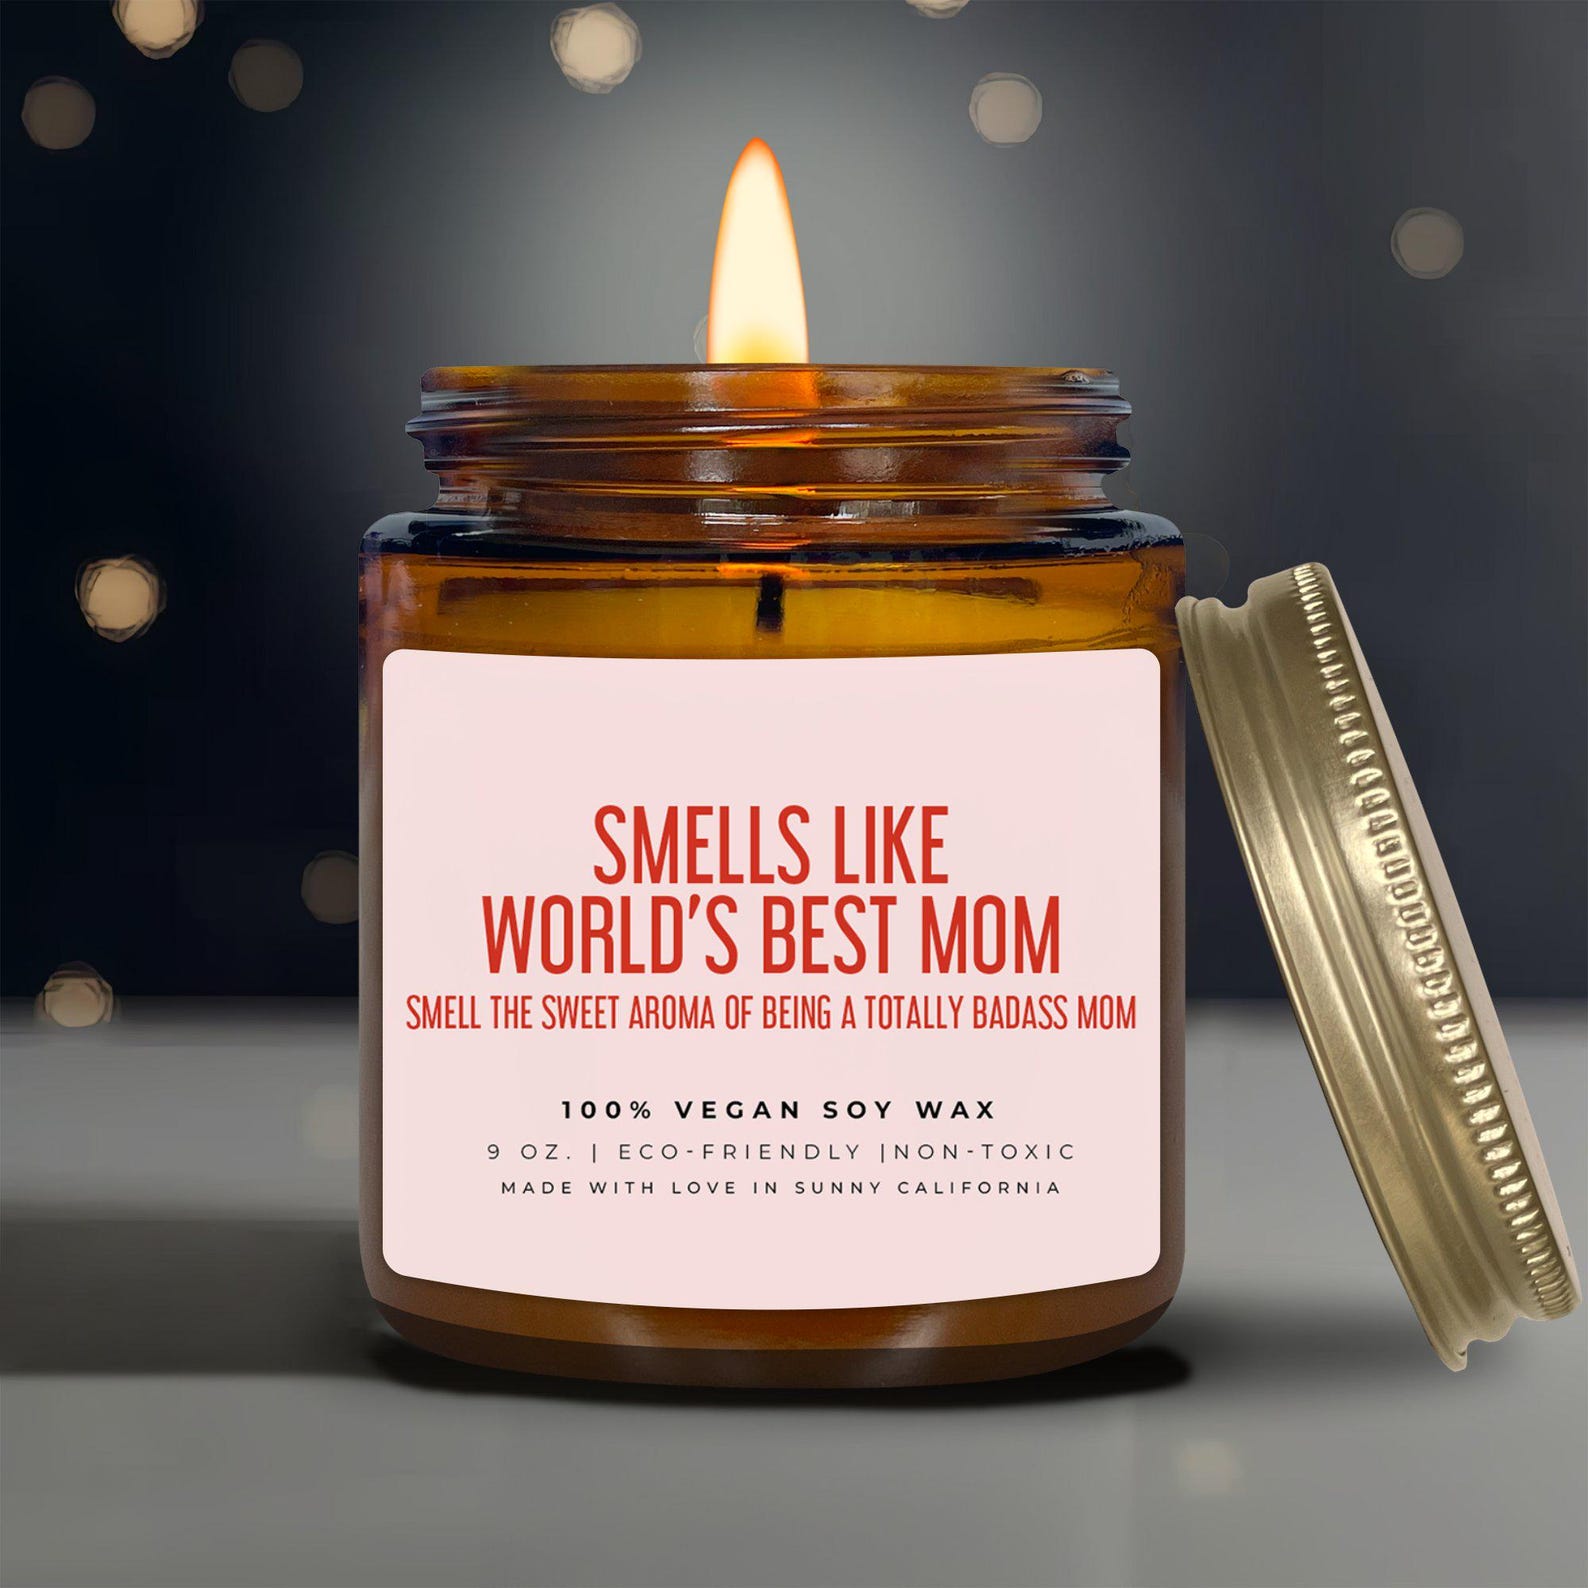 SMELLS LIKE
WORLD'S BEST MOM
SMELL THE SWEET AROMA OF BEING A TOTALLY BADASS MOM
100% VEGAN SOY WAX
9 OZ. | ECO-FRIENDLY |NON-TOXIC
MADE WITH LOVE IN SUNNY CALIFORNIA